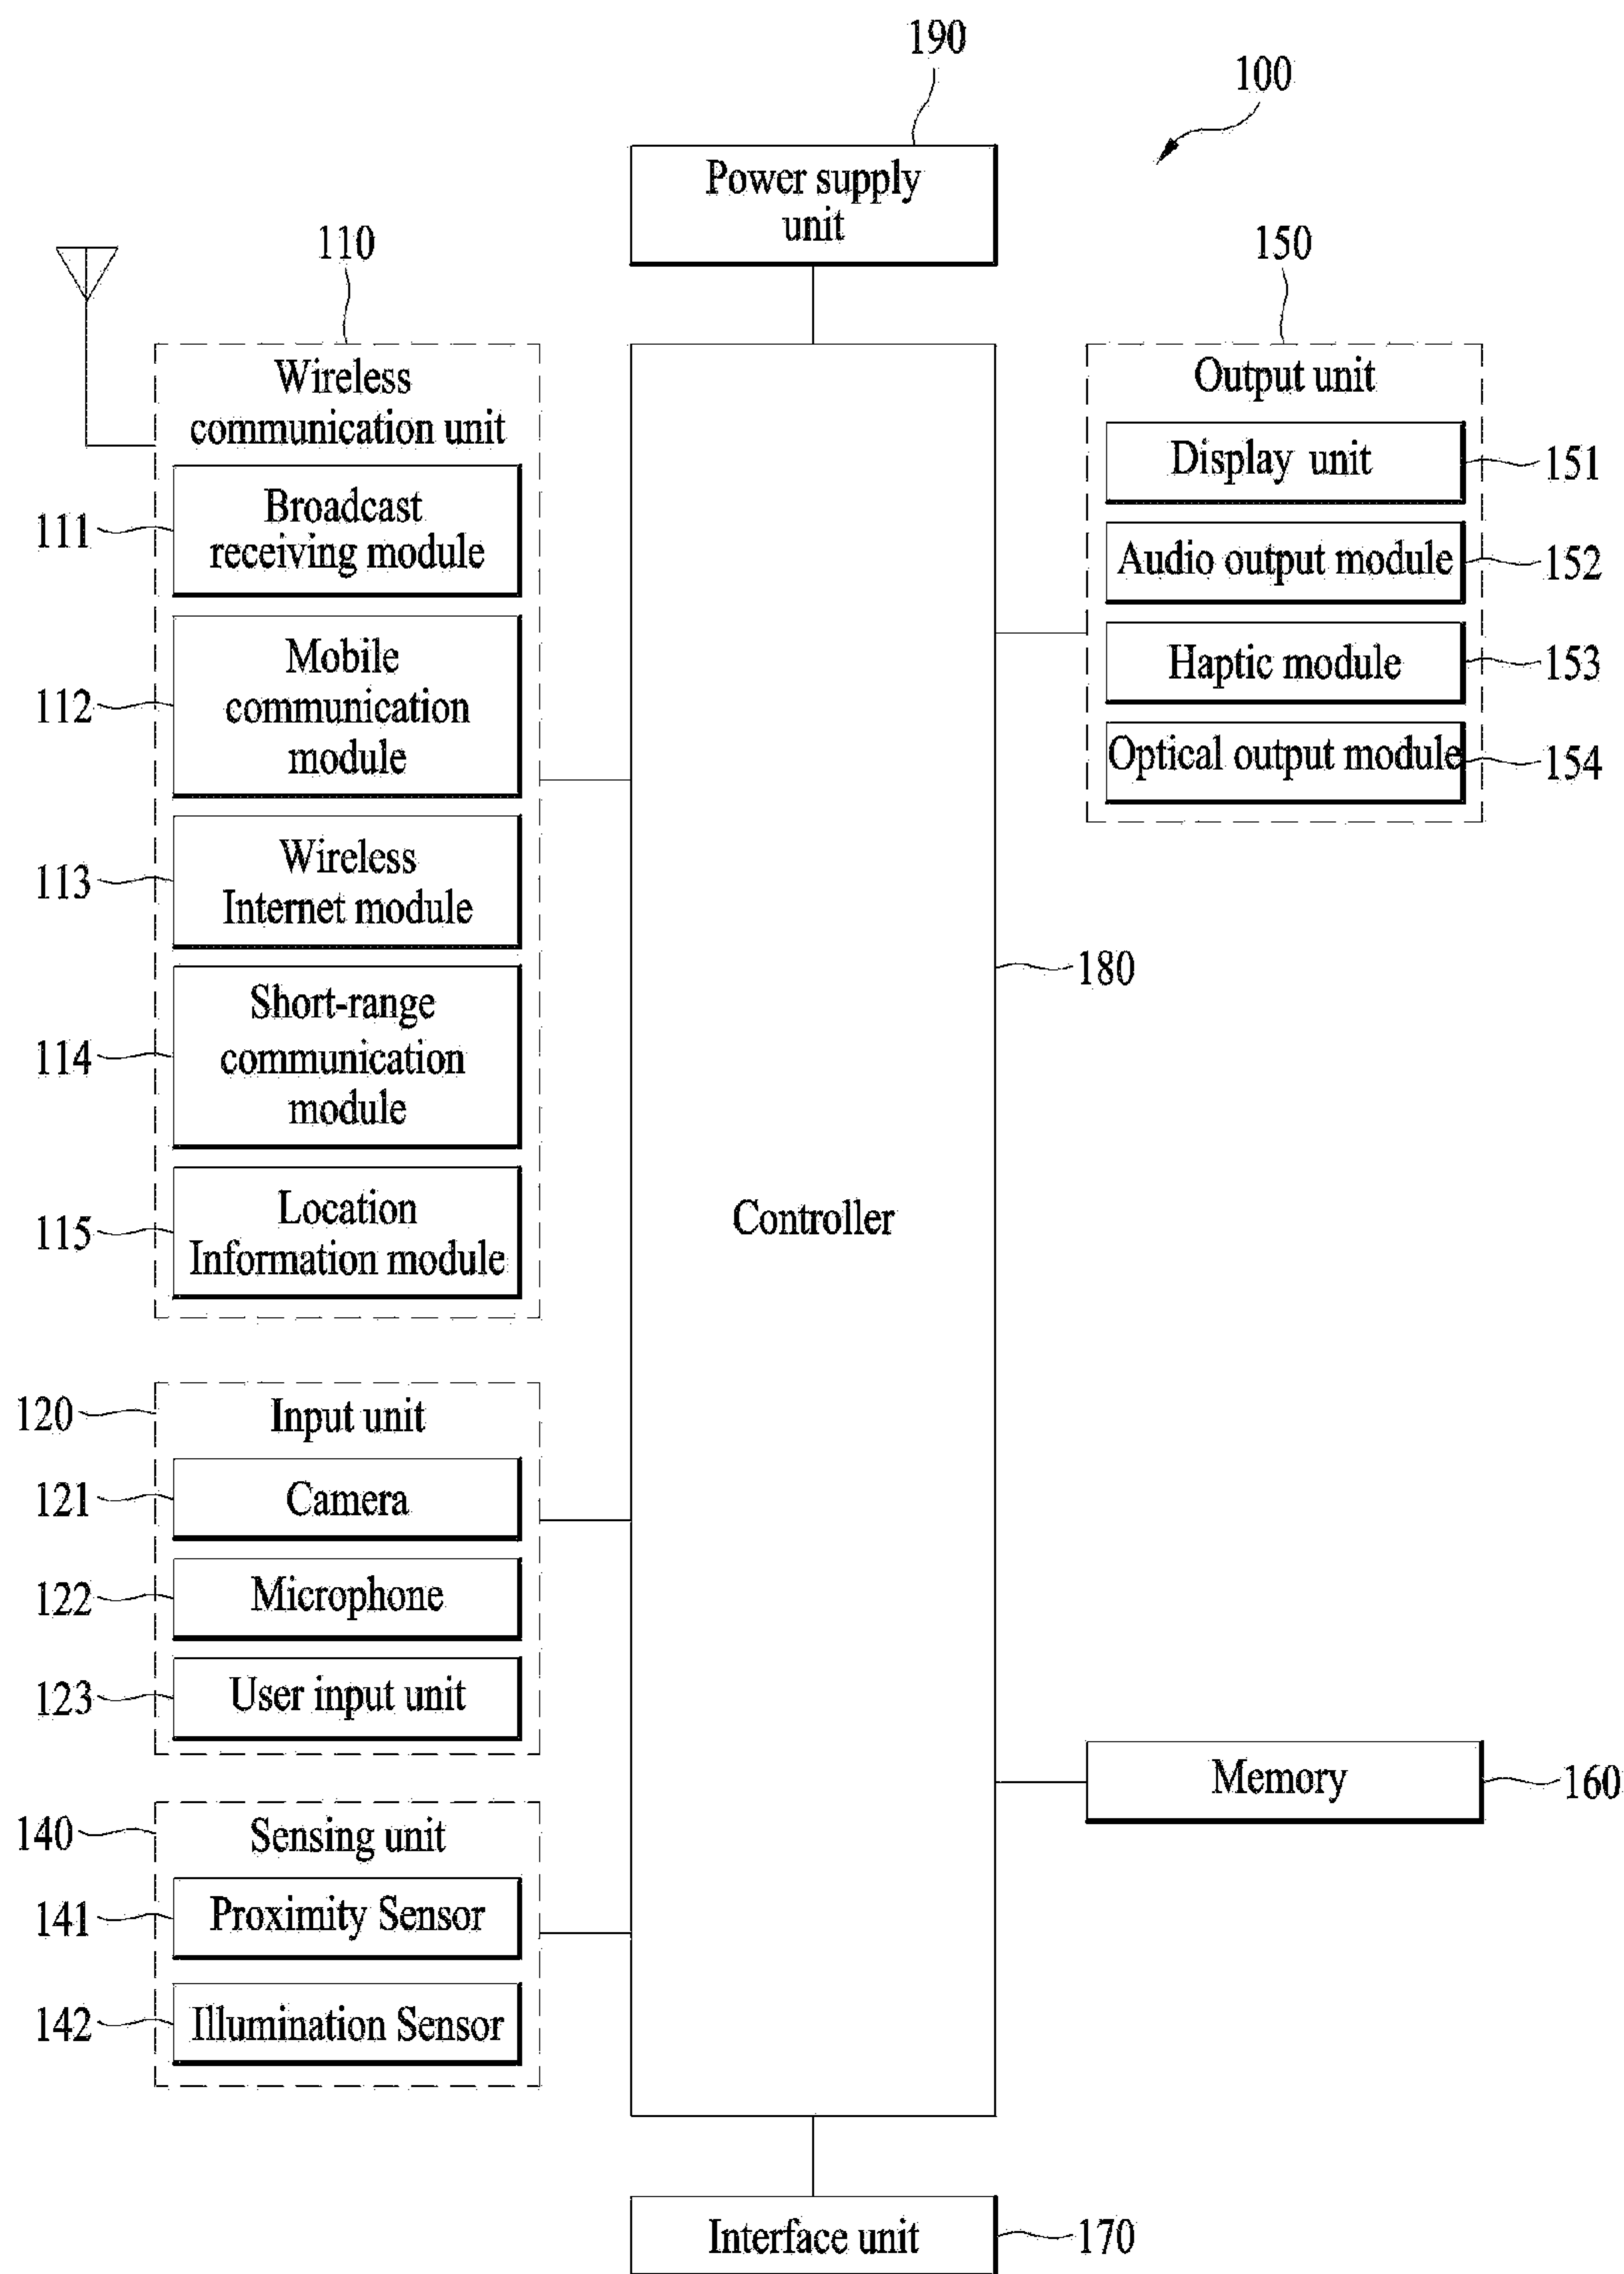 190
100
Power supply
unit
110
150
Wireless
communication unit
111
Broadcast
receiving module
112
Mobile
communication
module
113
Wireless
Internet module
114
Short-range
communication
module
115
Location
Information module
Output unit
Display unit
151
Audio output module
152
Haptic module
153
Optical output module
154
180
Controller
120
Input unit
121
Camera
122
Microphone
123
User input unit
140
Sensing unit
141
Proximity Sensor
142
Illumination Sensor
Memory
160
Interface unit
170